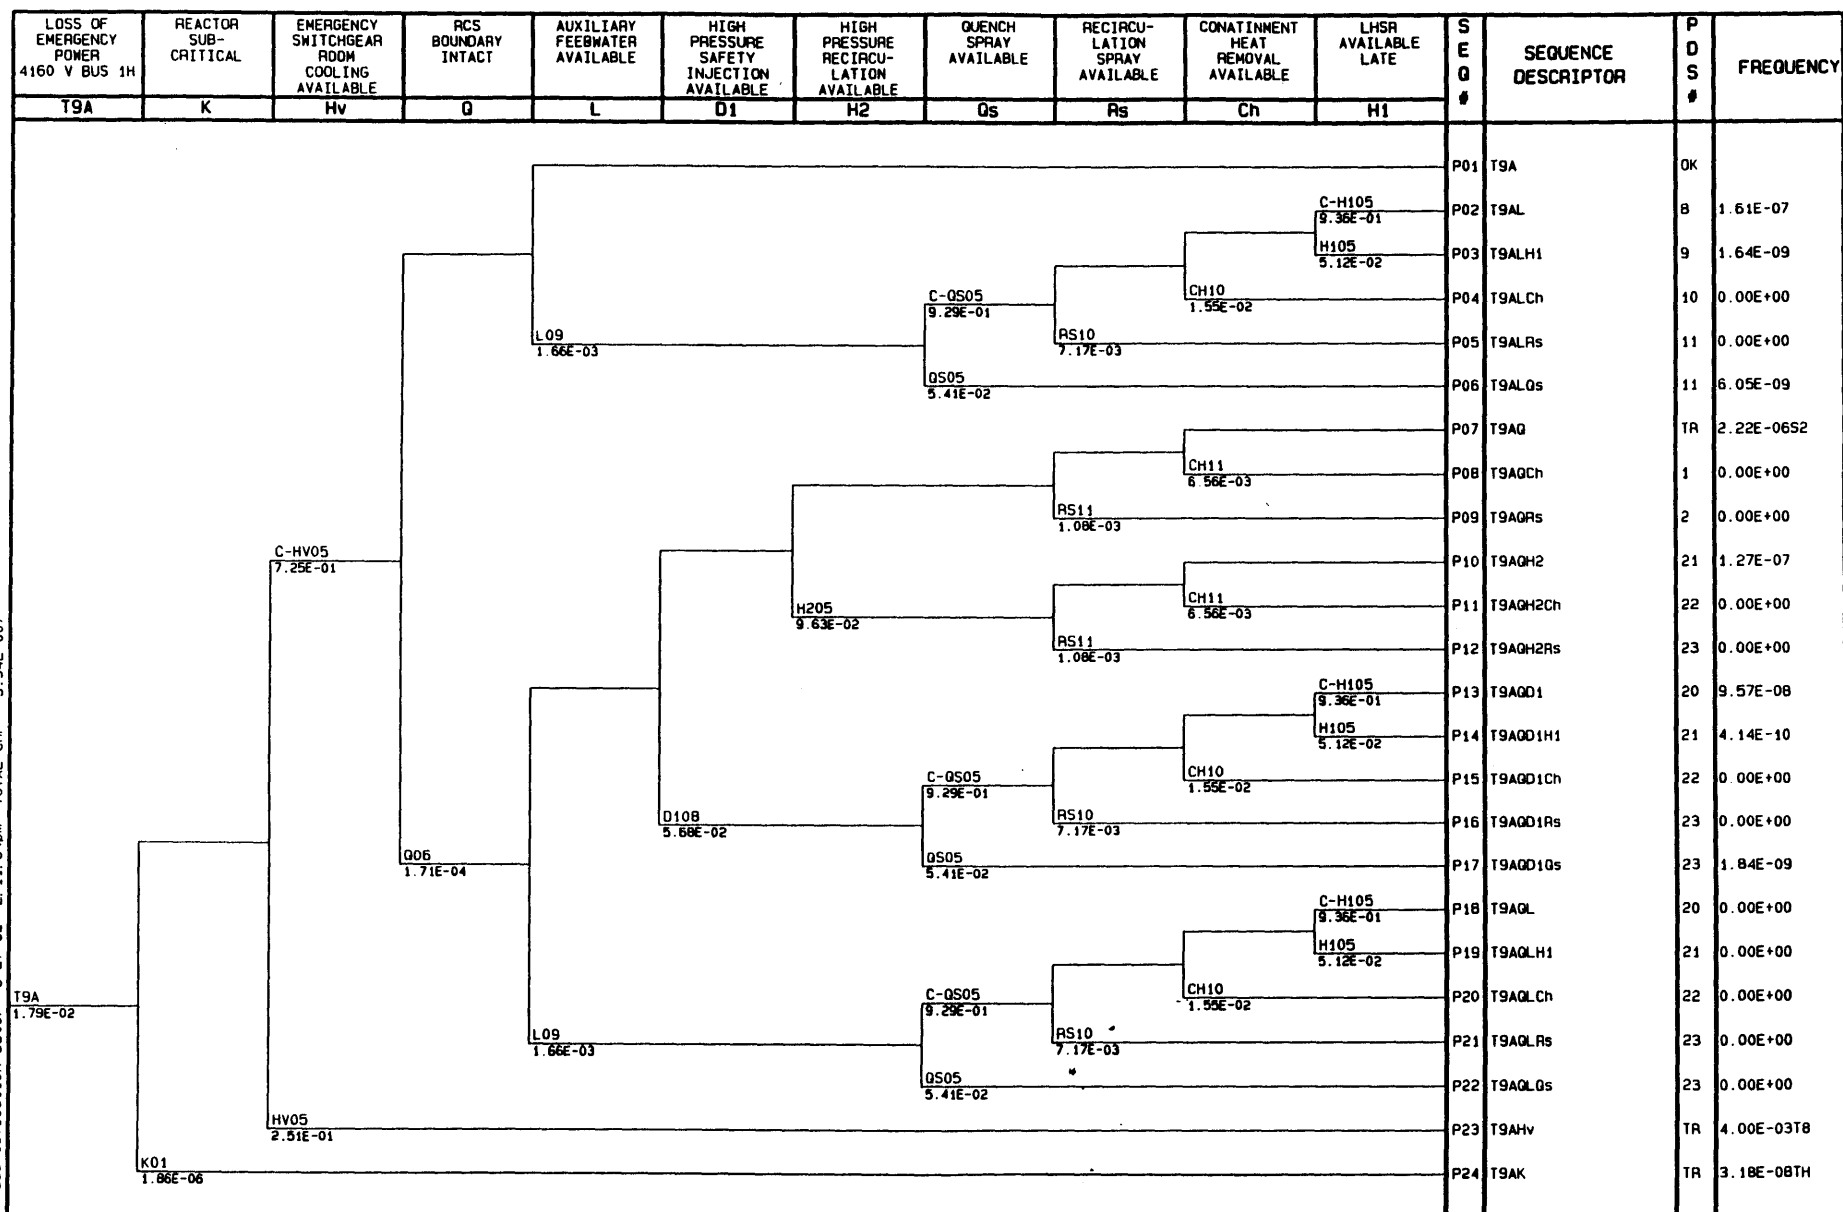 LOSS OF
EMERGENCY
POWER
4160 V BUS 1H
T9A
REACTOR
SUB-
CRITICAL
K
EMERGENCY
SWITCHGEAR
ROOM
COOLING
AVAILABLE
Hv
RCS
BOUNDARY
INTACT
Q
AUXILIARY
FEEDWATER
AVAILABLE
L
HIGH
PRESSURE
SAFETY
INJECTION
AVAILABLE
D1
HIGH
PRESSURE
RECIRCU-
LATION
AVAILABLE
H2
QUENCH
SPRAY
AVAILABLE
Qs
RECIRCU-
LATION
SPRAY
AVAILABLE
Rs
CONATINMENT
HEAT
REMOVAL
AVAILABLE
Ch
LHSR
AVAILABLE
LATE
H1
SEQ#
SEQUENCE
DESCRIPTOR
PDS#
FREQUENCY
P01 T9A OK
C-H105
9.36E-01
P02 T9AL 8 1.61E-07
H105
5.12E-02
P03 T9ALH1 9 1.64E-09
C-QS05
9.29E-01
CH10
1.55E-02
P04 T9ALCh 10 0.00E+00
L09
1.66E-03
RS10
7.17E-03
P05 T9ALRs 11 0.00E+00
QS05
5.41E-02
P06 T9ALQs 11 6.05E-09
P07 T9AQ TR 2.22E-06S2
CH11
6.56E-03
P08 T9AQCh 1 0.00E+00
RS11
1.08E-03
P09 T9AQRs 2 0.00E+00
C-HV05
7.25E-01
P10 T9AQH2 21 1.27E-07
H205
9.63E-02
CH11
6.56E-03
P11 T9AQH2Ch 22 0.00E+00
RS11
1.08E-03
P12 T9AQH2Rs 23 0.00E+00
C-H105
9.36E-01
P13 T9AQD1 20 9.57E-08
H105
5.12E-02
P14 T9AQD1H1 21 4.14E-10
C-QS05
9.29E-01
CH10
1.55E-02
P15 T9AQD1Ch 22 0.00E+00
D108
5.68E-02
RS10
7.17E-03
P16 T9AQD1Rs 23 0.00E+00
Q06
1.71E-04
QS05
5.41E-02
P17 T9AQD1Qs 23 1.84E-09
C-H105
9.36E-01
P18 T9AQL 20 0.00E+00
H105
5.12E-02
P19 T9AQLH1 21 0.00E+00
T9A
1.79E-02
C-QS05
9.29E-01
CH10
1.55E-02
P20 T9AQLCh 22 0.00E+00
L09
1.66E-03
RS10
7.17E-03
P21 T9AQLRs 23 0.00E+00
QS05
5.41E-02
P22 T9AQLQs 23 0.00E+00
HV05
2.51E-01
P23 T9AHv TR 4.00E-03T8
K01
1.86E-06
P24 T9AK TR 3.18E-08TH